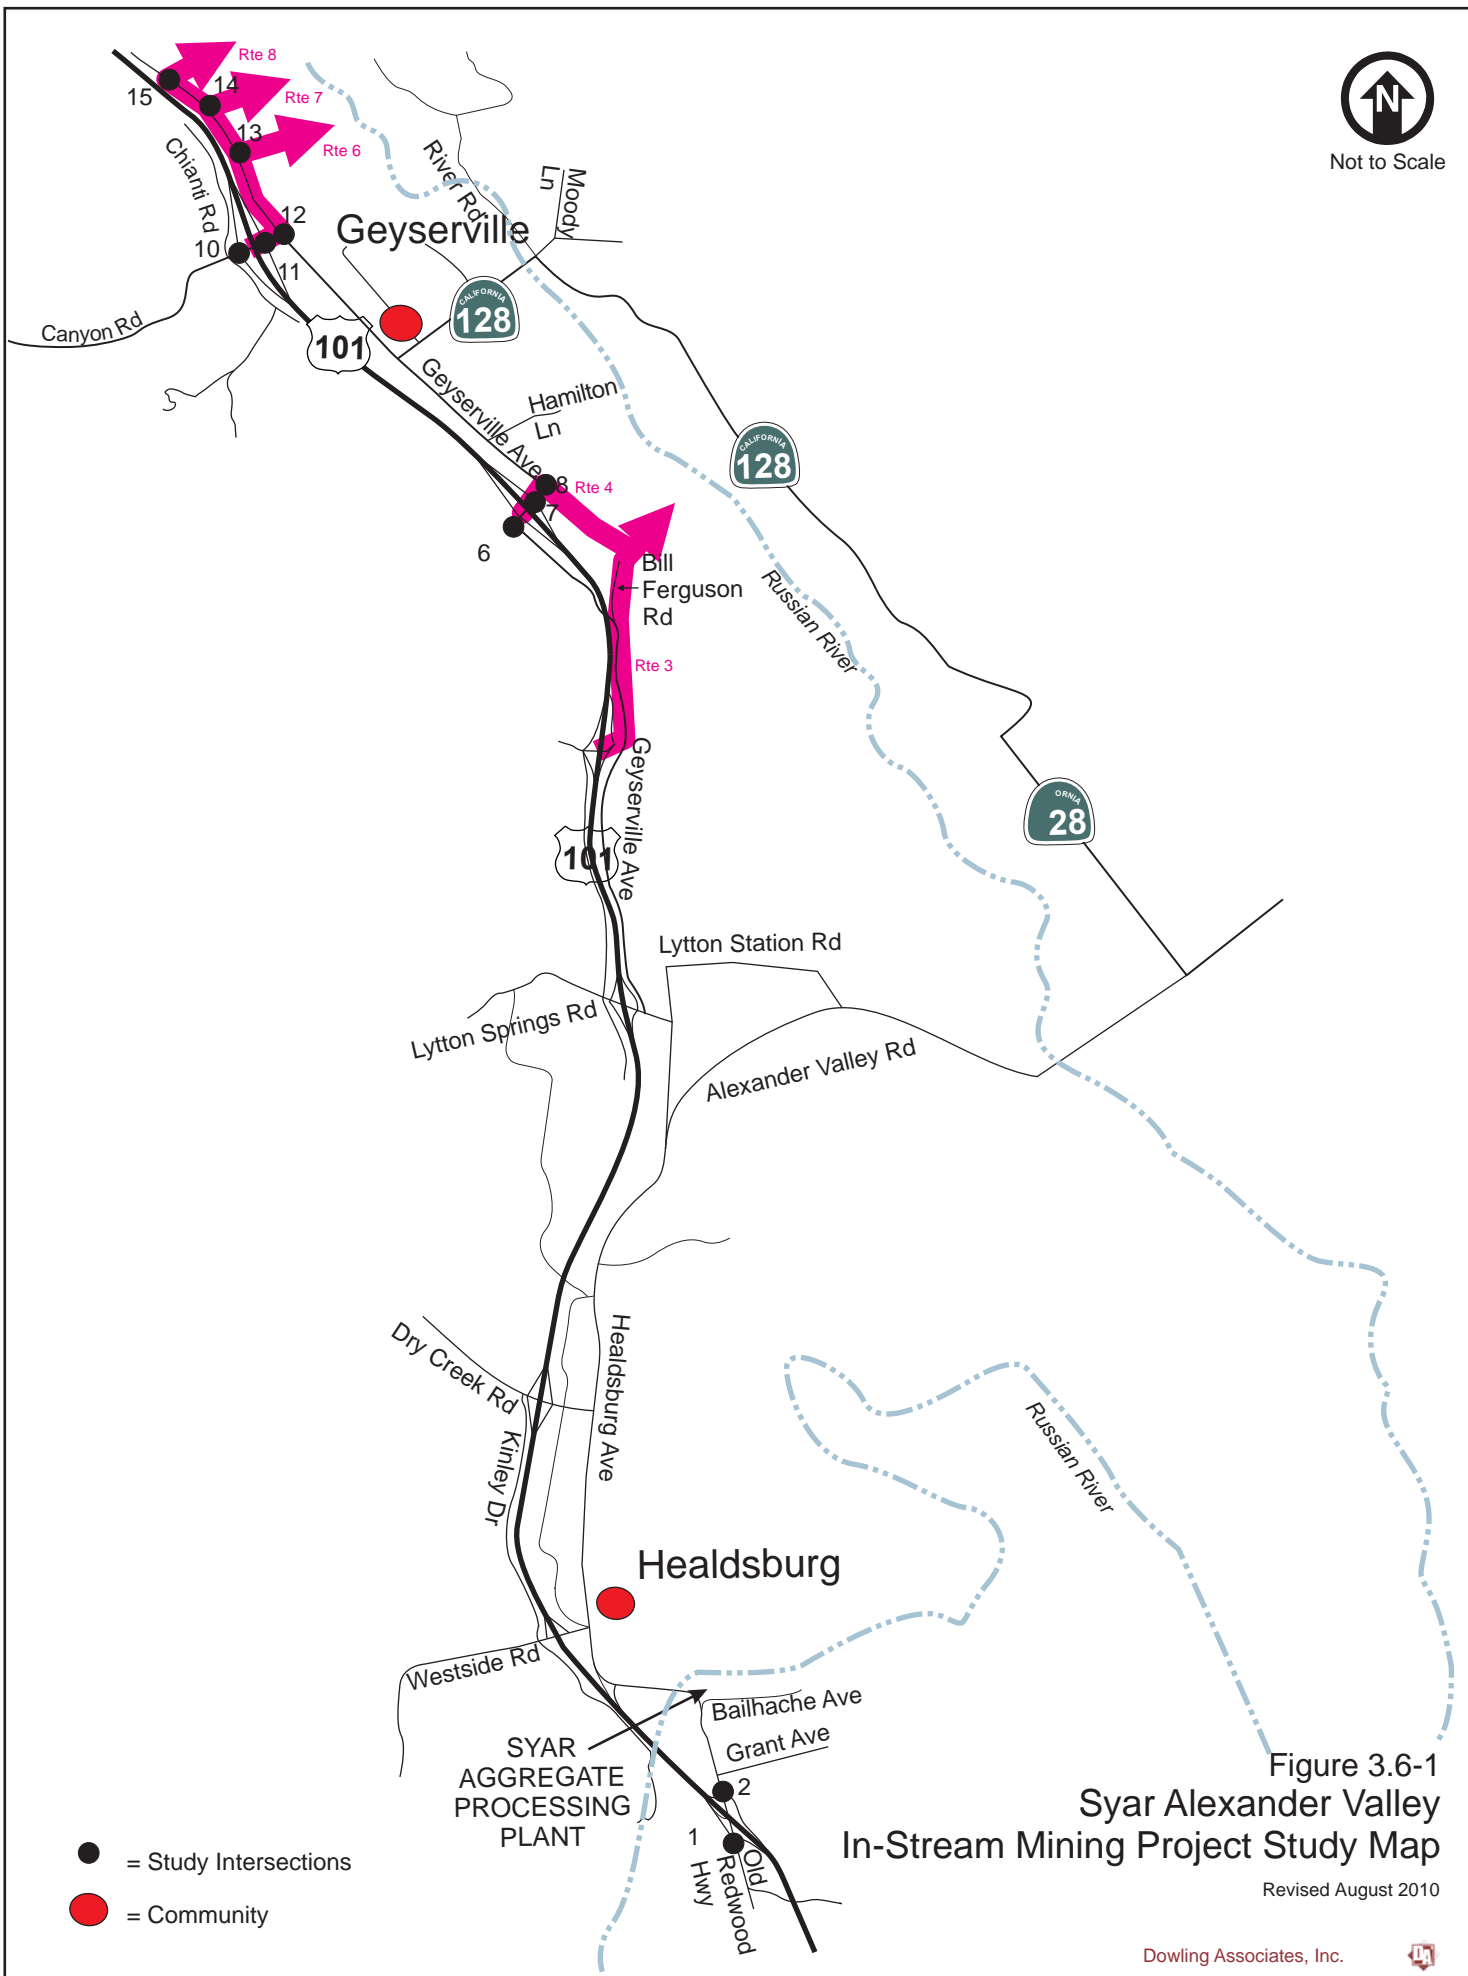 Rte 8
15
14
Rte 7
13
Rte 6
N
Not to Scale
Chianti Rd
River Rd
Moody
Ln
12
Geyserville
10
11
CALIFORNIA
128
Canyon Rd
101
Geyserville Ave
Hamilton
Ln
CALIFORNIA
128
8
Rte 4
7
6
Bill
Ferguson
Rd
Russian River
Rte 3
Geyserville Ave
ORNIA
28
101
Lytton Station Rd
Lytton Springs Rd
Alexander Valley Rd
Dry Creek Rd
Healdsburg Ave
Kinley Dr
Russian River
Healdsburg
Westside Rd
Bailhache Ave
Grant Ave
SYAR
AGGREGATE
PROCESSING
PLANT
2
1
Old
Redwood
Hwy
Figure 3.6-1
Syar Alexander Valley
In-Stream Mining Project Study Map
Revised August 2010
= Study Intersections
= Community
Dowling Associates, Inc.
DA